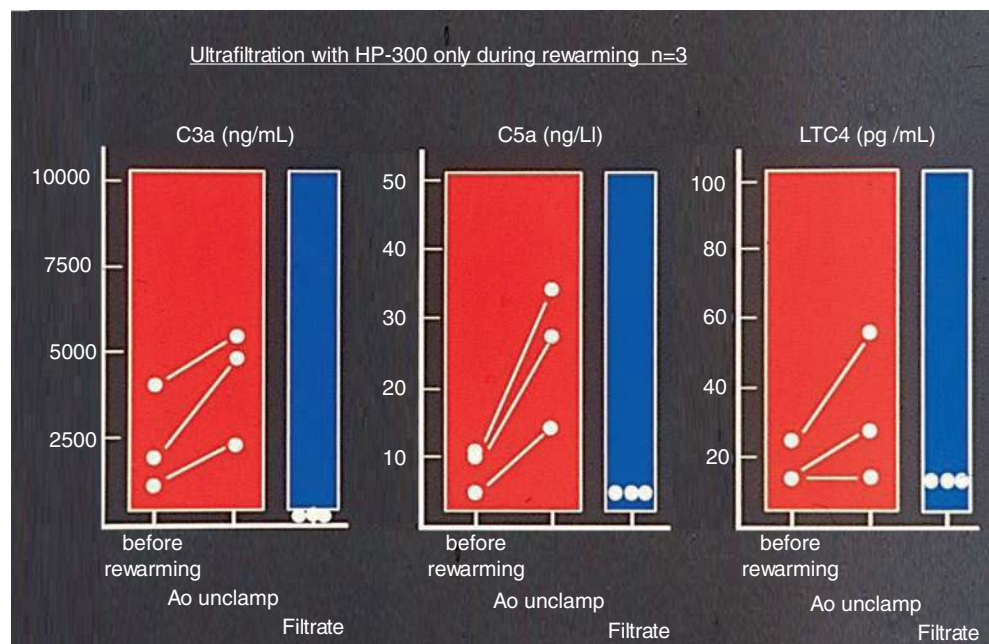 Ultrafiltration with HP-300 only during rewarming n=3
C3a (ng/mL)
10000
7500
5000
2500
before
rewarming
Ao unclamp
Filtrate
C5a (ng/Ll)
50
40
30
20
10
before
rewarming
Ao unclamp
Filtrate
LTC4 (pg /mL)
100
80
60
40
20
before
rewarming
Ao unclamp
Filtrate